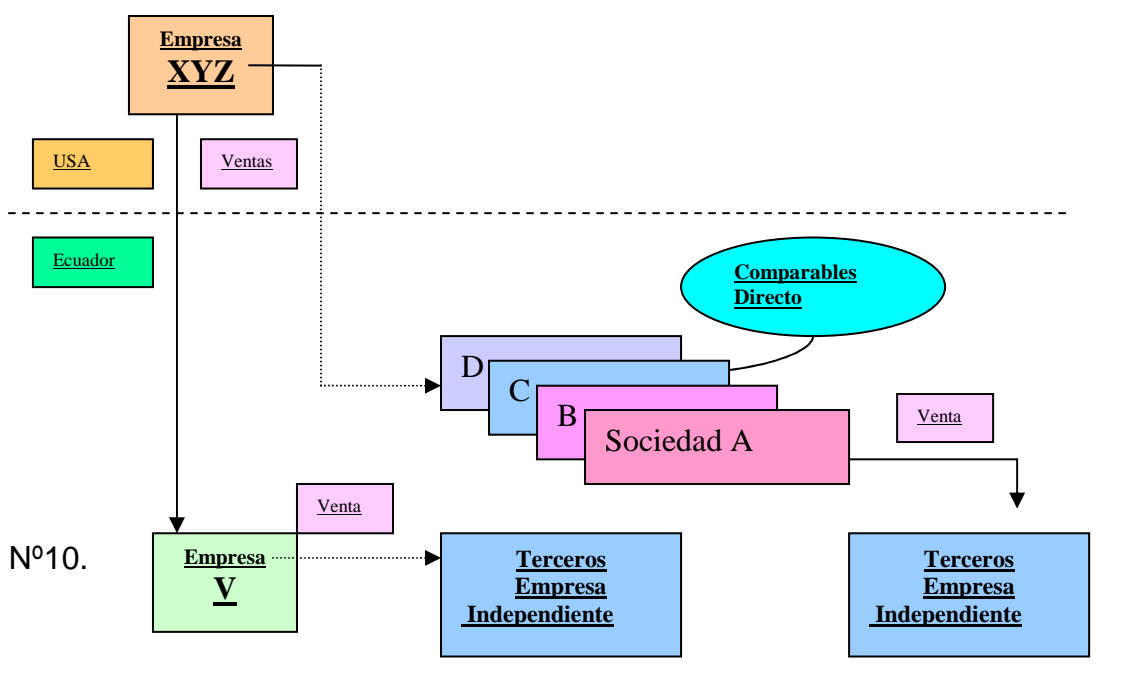 Empresa
XYZ
USA
Ventas
Ecuador
Comparables
Directo
D
C
B
Sociedad A
Venta
Venta
Nº10.
Empresa
V
Terceros
Empresa
Independiente
Terceros
Empresa
Independiente